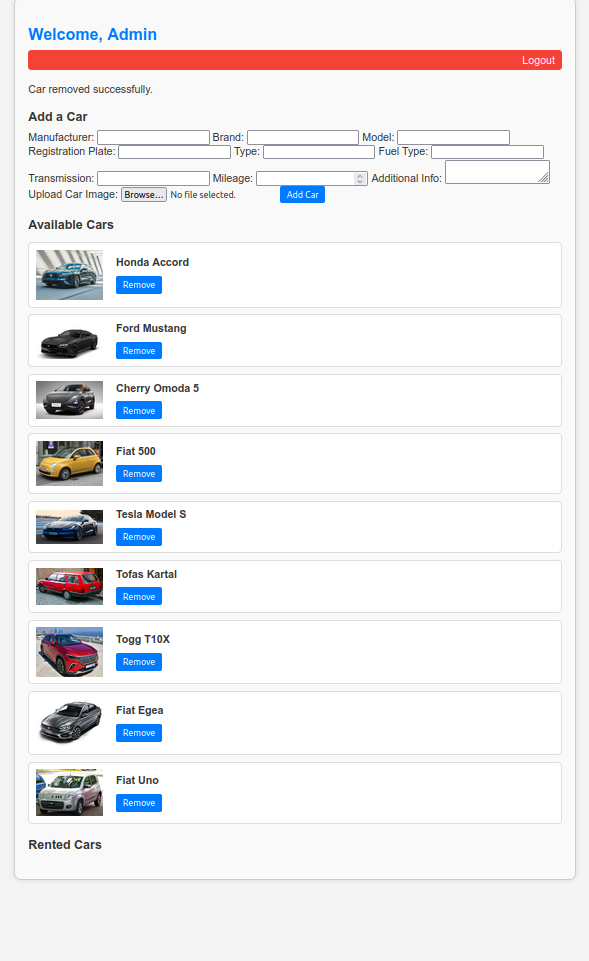 Welcome, Admin
Logout
Car removed successfully.
Add a Car
Manufacturer: Brand: Model:
Registration Plate: Type: Fuel Type:
Transmission: Mileage: Additional Info:
Upload Car Image: Browse... No file selected. Add Car
Available Cars
Honda Accord
Remove
Ford Mustang
Remove
Cherry Omoda 5
Remove
Fiat 500
Remove
Tesla Model S
Remove
Tofas Kartal
Remove
Togg T10X
Remove
Fiat Egea
Remove
Fiat Uno
Remove
Rented Cars